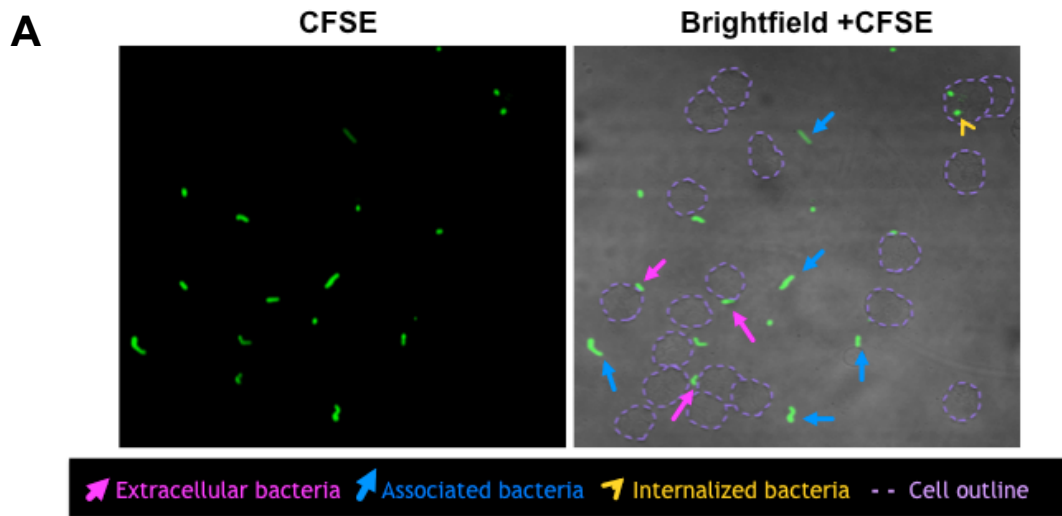 A
CFSE
Brightfield +CFSE
Extracellular bacteria
Associated bacteria
Internalized bacteria
Cell outline